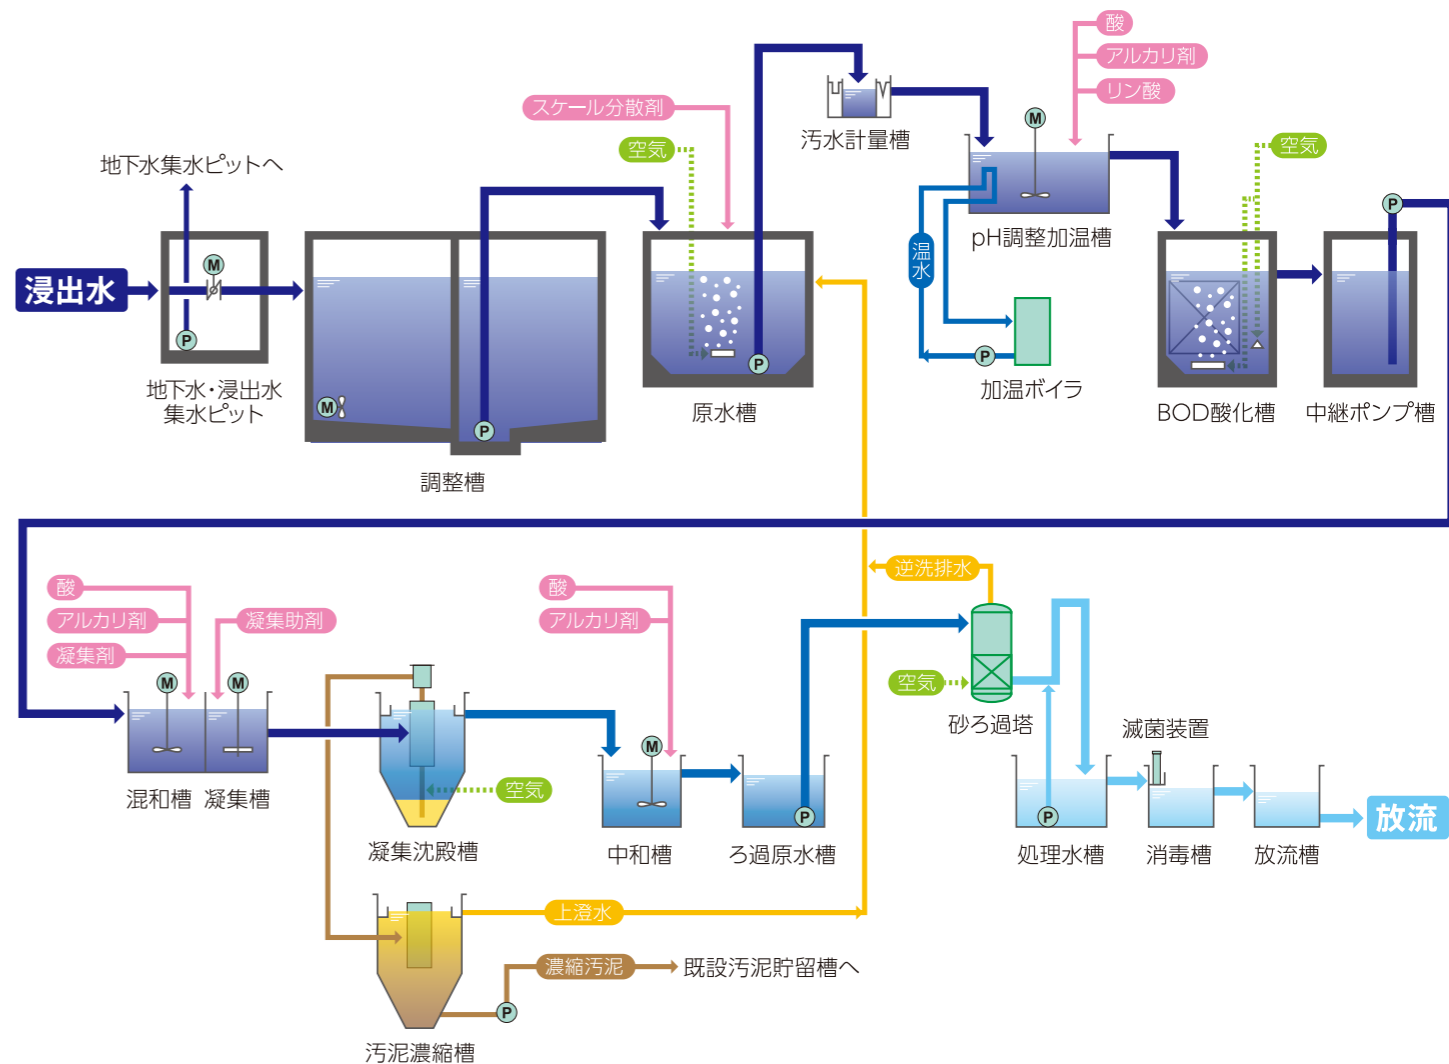 酸
アルカリ剤
リン酸
スケール分散剤
空気
汚水計量槽
M
空気
地下水集水ピットへ
pH調整加温槽
P
温水
M
浸出水
P
P
P
加温ボイラ
地下水・浸出水
集水ピット
M
P
原水槽
BOD酸化槽
中継ポンプ槽
調整槽
逆洗排水
酸
アルカリ剤
凝集剤
凝集助剤
酸
アルカリ剤
空気
M
M
砂ろ過塔
滅菌装置
M
空気
混和槽
凝集槽
P
P
放流
凝集沈殿槽
中和槽
ろ過原水槽
処理水槽
消毒槽
放流槽
上澄水
濃縮汚泥
既設汚泥貯留槽へ
P
汚泥濃縮槽